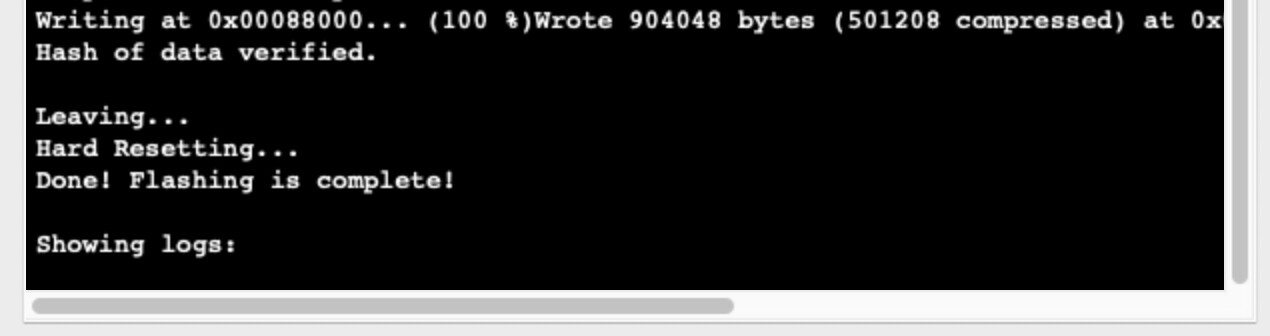 Writing at 0x00088000... (100 %)Wrote 904048 bytes (501208 compressed) at 0x
Hash of data verified.
Leaving...
Hard Resetting...
Done! Flashing is complete!
Showing logs: